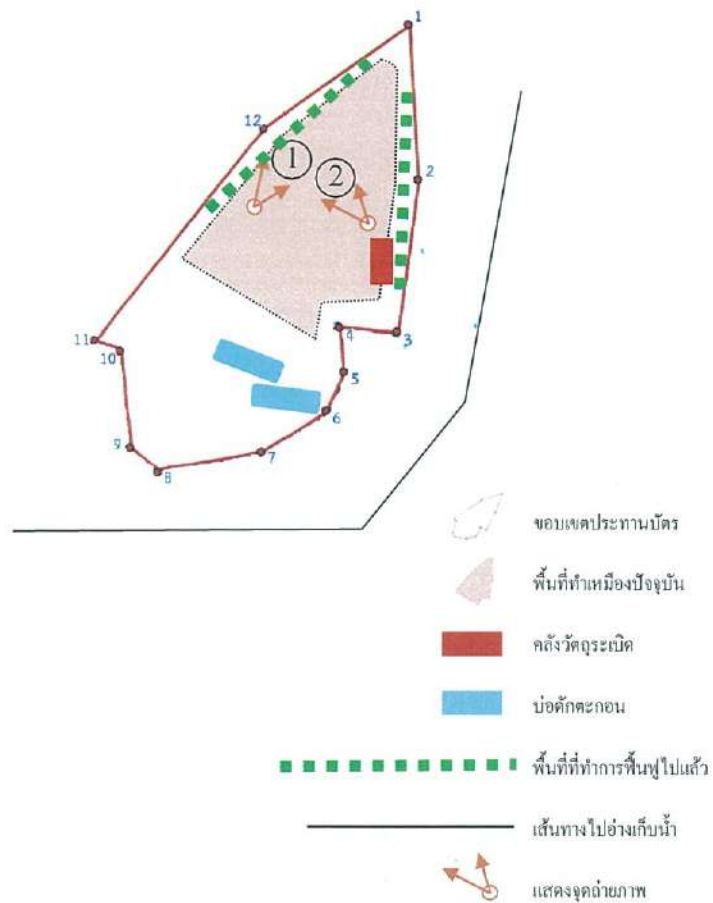 1
12
1
2
2
4
3
11
10
5
6
9
7
8
ขอบเขตประทานบัตร
พื้นที่ทำเหมืองปัจจุบัน
คลังวัตถุระเบิด
บ่อดักตะกอน
พื้นที่ที่ทำการฟื้นฟูไปแล้ว
เส้นทางไปอ่างเก็บน้ำ
แสดงจุดถ่ายภาพ